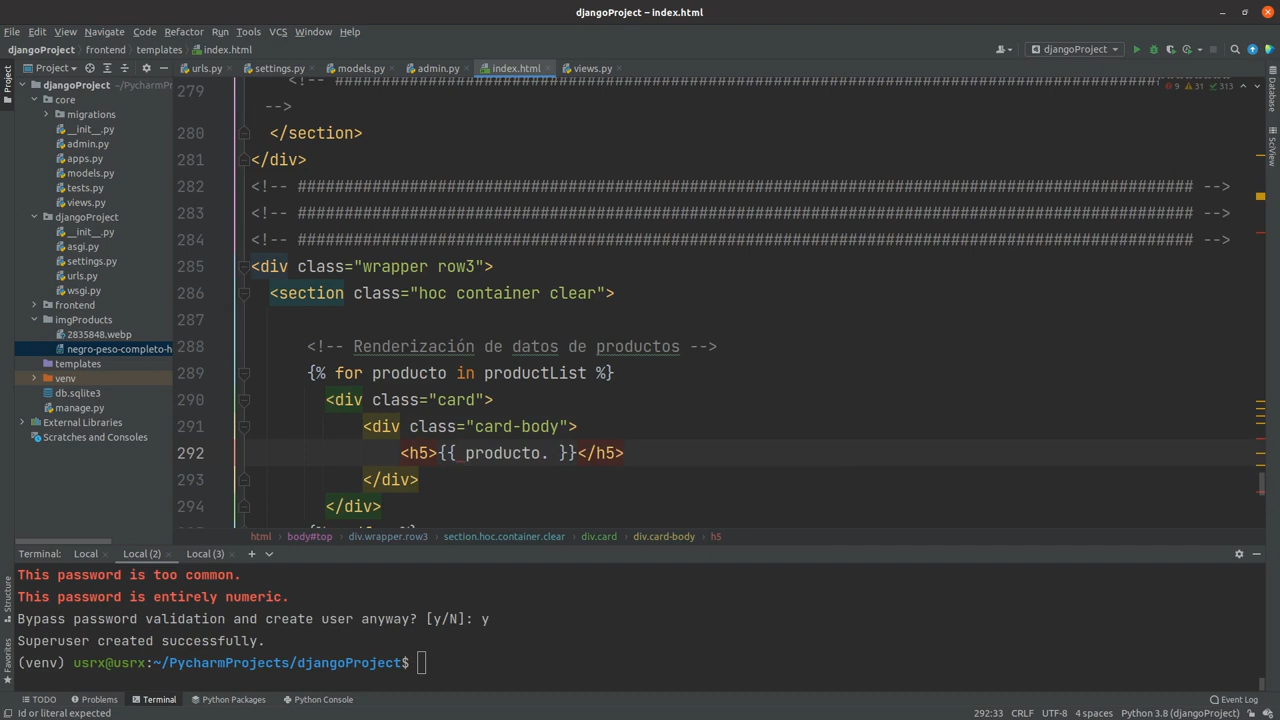 djangoProject – index.html
File Edit View Navigate Code Refactor Run Tools VCS Window Help
djangoProject frontend templates index.html djangoProject
Project urls.py settings.py models.py admin.py index.html views.py
djangoProject ~/PycharmPr
core
migrations
__init__.py
admin.py
apps.py
models.py
tests.py
views.py
djangoProject
__init__.py
asgi.py
settings.py
urls.py
wsgi.py
frontend
imgProducts
2835848.webp
negro-peso-completo-h
templates
venv
db.sqlite3
manage.py
External Libraries
Scratches and Consoles
Project
Structure
Favorites
Database
SciView
9 31 313
279
-->
280 </section>
281 </div>
282 <!-- ################################################################################################ -->
283 <!-- ################################################################################################ -->
284 <!-- ################################################################################################ -->
285 <div class="wrapper row3">
286 <section class="hoc container clear">
287
288 <!-- Renderización de datos de productos -->
289 {% for producto in productList %}
290 <div class="card">
291 <div class="card-body">
292 <h5>{{ producto. }}</h5>
293 </div>
294 </div>
html body#top div.wrapper.row3 section.hoc.container.clear div.card div.card-body h5
Terminal: Local Local (2) Local (3)
This password is too common.
This password is entirely numeric.
Bypass password validation and create user anyway? [y/N]: y
Superuser created successfully.
(venv) usrx@usrx:~/PycharmProjects/djangoProject$
TODO Problems Terminal Python Packages Python Console Event Log
Id or literal expected 292:33 CRLF UTF-8 4 spaces Python 3.8 (djangoProject)